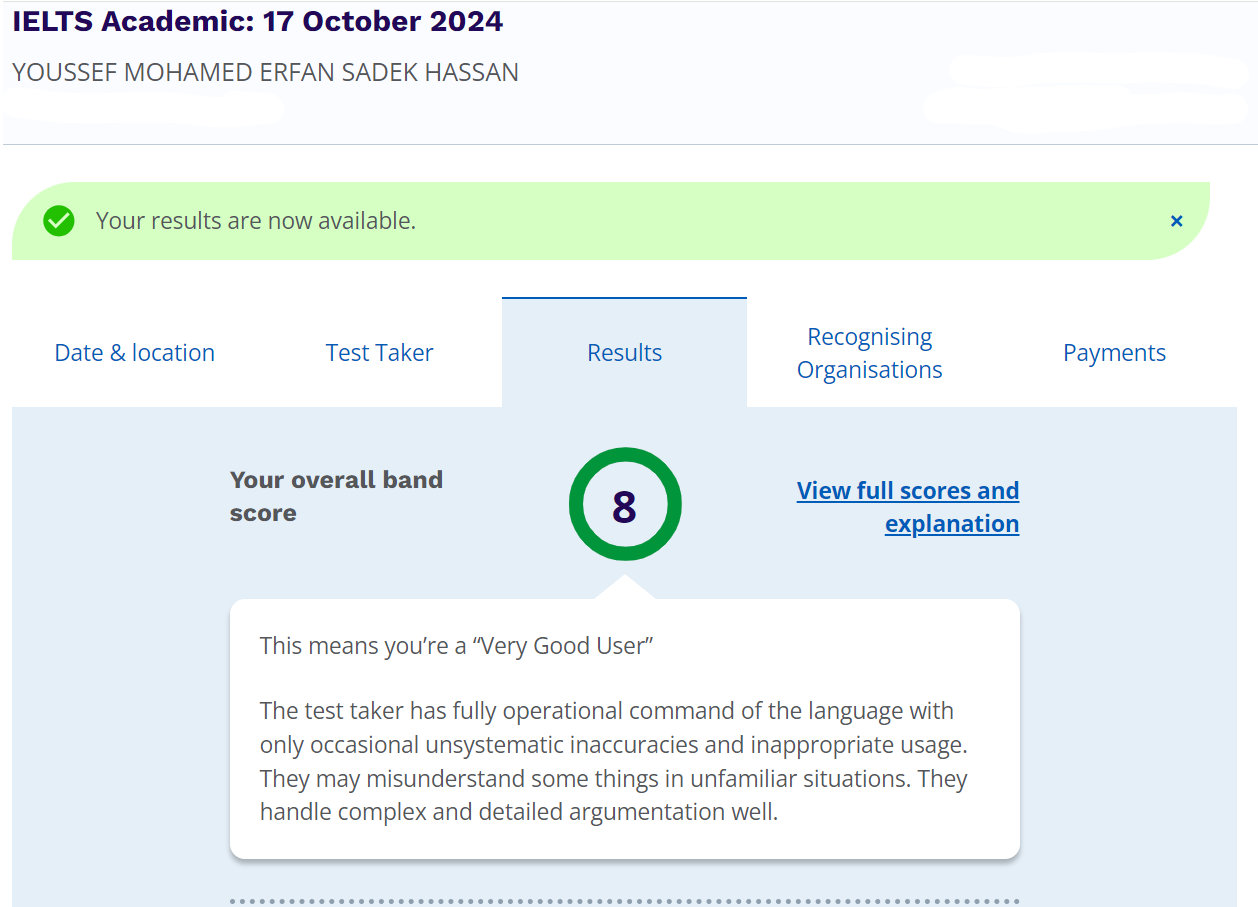 IELTS Academic: 17 October 2024
YOUSSEF MOHAMED ERFAN SADEK HASSAN
Your results are now available.
×
Date & location
Test Taker
Results
Recognising
Organisations
Payments
Your overall band
score
8
View full scores and
explanation
This means you’re a “Very Good User”
The test taker has fully operational command of the language with
only occasional unsystematic inaccuracies and inappropriate usage.
They may misunderstand some things in unfamiliar situations. They
handle complex and detailed argumentation well.